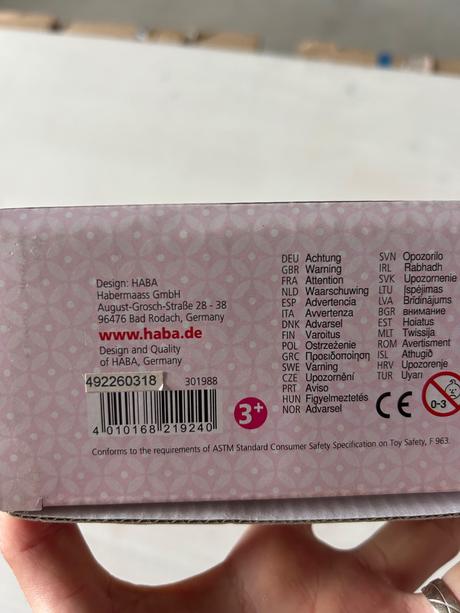 Design: HABA
Habermaass GmbH
August-Grosch-Straße 28 - 38
96476 Bad Rodach, Germany
www.haba.de
Design and Quality
of HABA, Germany
492260318
301988
4 010168 219240
3+
DEU Achtung
GBR Warning
FRA Attention
NLD Waarschuwing
ESP Advertencia
ITA Avvertenza
DNK Advarsel
FIN Varoitus
POL Ostrzeżenie
GRC Προειδοποίηση
SWE Varning
CZE Upozornění
PRT Aviso
HUN Figyelmeztetés
NOR Advarsel
SVN Opozorilo
IRL Rabhadh
SVK Upozornenie
LTU Įspėjimas
LVA Brīdinājums
BGR внимание
EST Hoiatus
MLT Twissija
ROM Avertisment
ISL Athugið
HRV Upozorenje
TUR Uyarı
CE
0-3
Conforms to the requirements of ASTM Standard Consumer Safety Specification on Toy Safety, F 963.